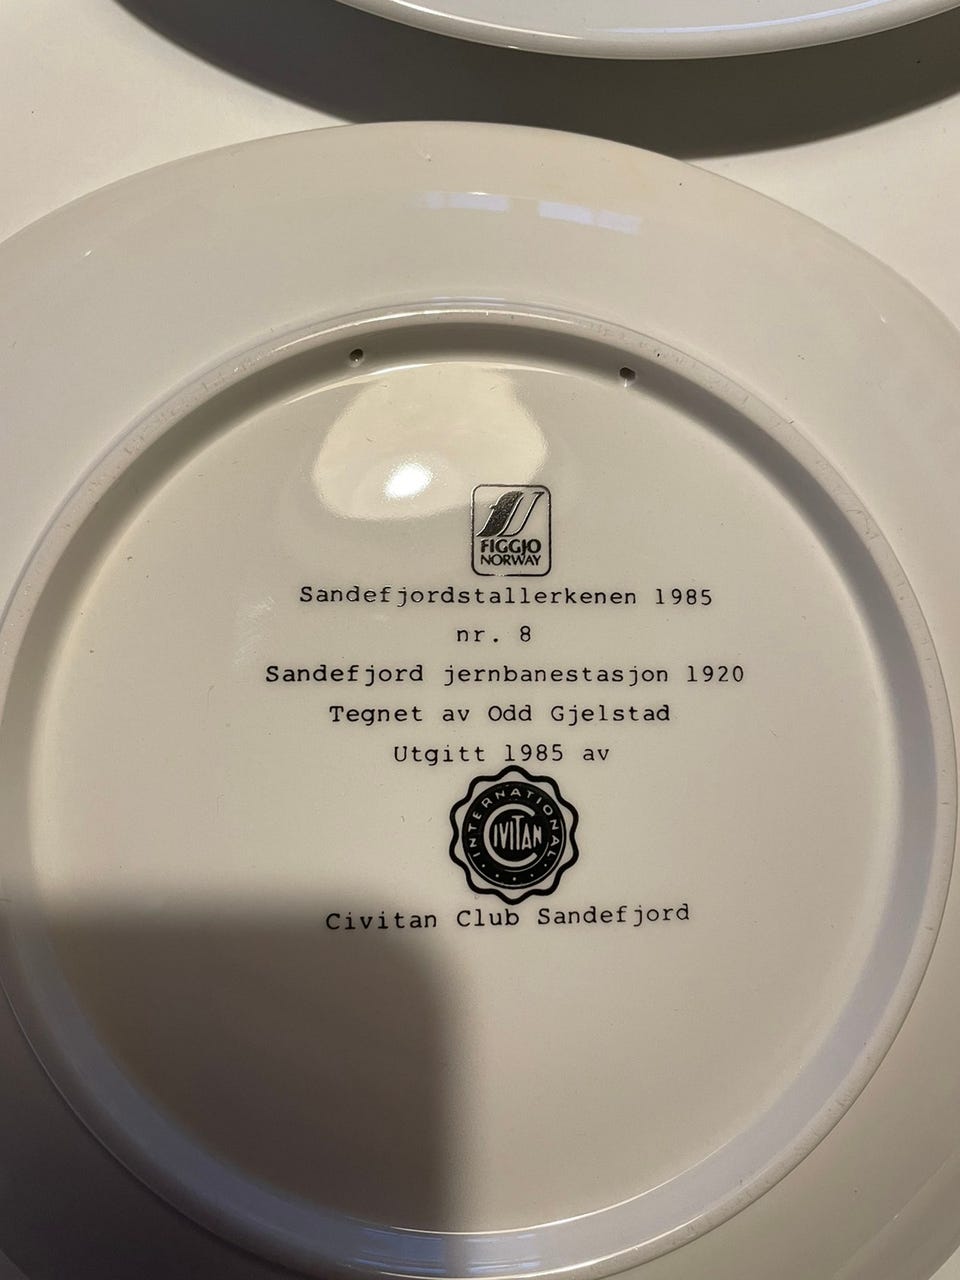 FIGGJO
NORWAY
Sandefjordstallerkenen 1985
nr. 8
Sandefjord jernbanestasjon 1920
Tegnet av Odd Gjelstad
Utgitt 1985 av
INTERNATIONAL
CIVITAN
Civitan Club Sandefjord